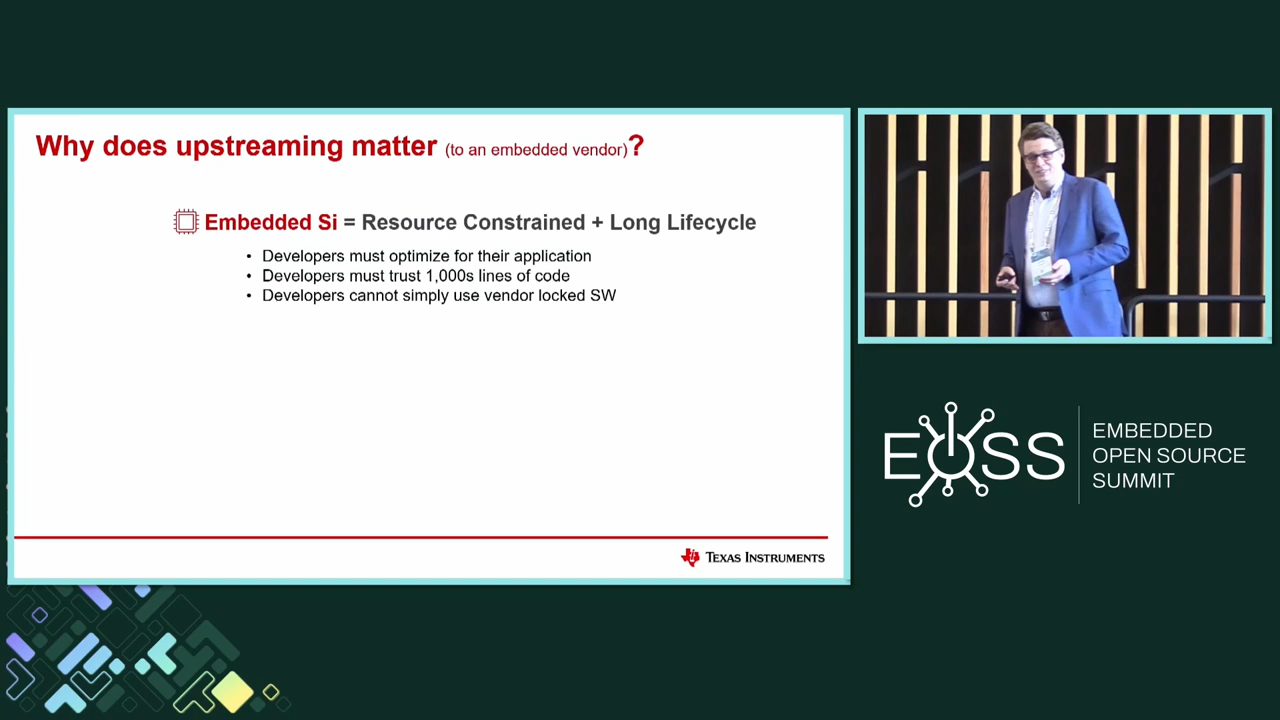 Why does upstreaming matter (to an embedded vendor)?
Embedded Si = Resource Constrained + Long Lifecycle
• Developers must optimize for their application
• Developers must trust 1,000s lines of code
• Developers cannot simply use vendor locked SW
TEXAS INSTRUMENTS
EOSS
EMBEDDED
OPEN SOURCE
SUMMIT